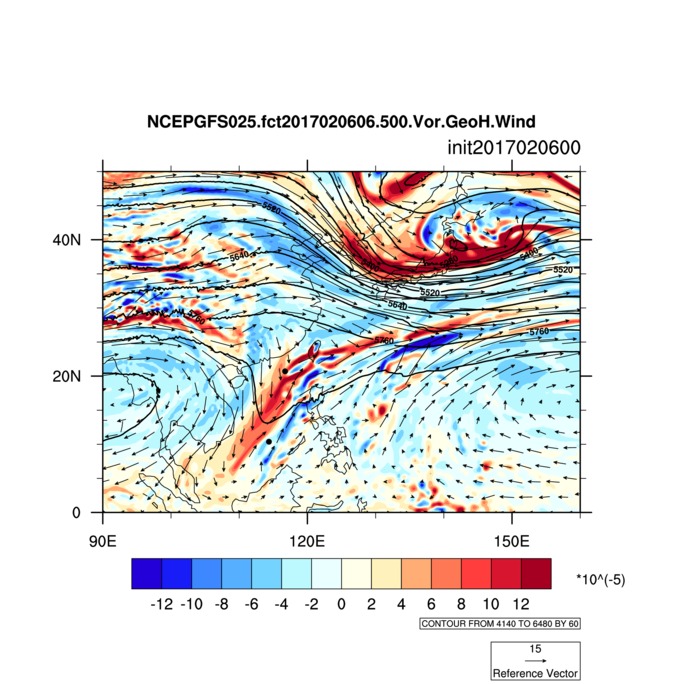 NCEPGFS025.fct2017020606.500.Vor.GeoH.Wind
init2017020600
5520
40N
5640
5520
5520
5640
5760
5760
5760
20N
0
90E 120E 150E
-12 -10 -8 -6 -4 -2 0 2 4 6 8 10 12
*10^(-5)
CONTOUR FROM 4140 TO 6480 BY 60
15
Reference Vector